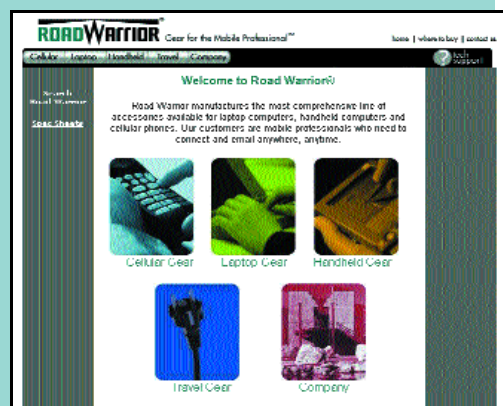 ROADWARRIOR® Gear for the Mobile Professional™
home | where to buy | contact us
Cellular Laptop Handheld Travel Company
? tech support
Search
Road Warrior
Spec Sheets
Welcome to Road Warrior®
Road Warrior manufactures the most comprehensive line of
accessories available for laptop computers, handheld computers and
cellular phones. Our customers are mobile professionals who need to
connect and email anywhere, anytime.
Cellular Gear Laptop Gear Handheld Gear
Travel Gear Company